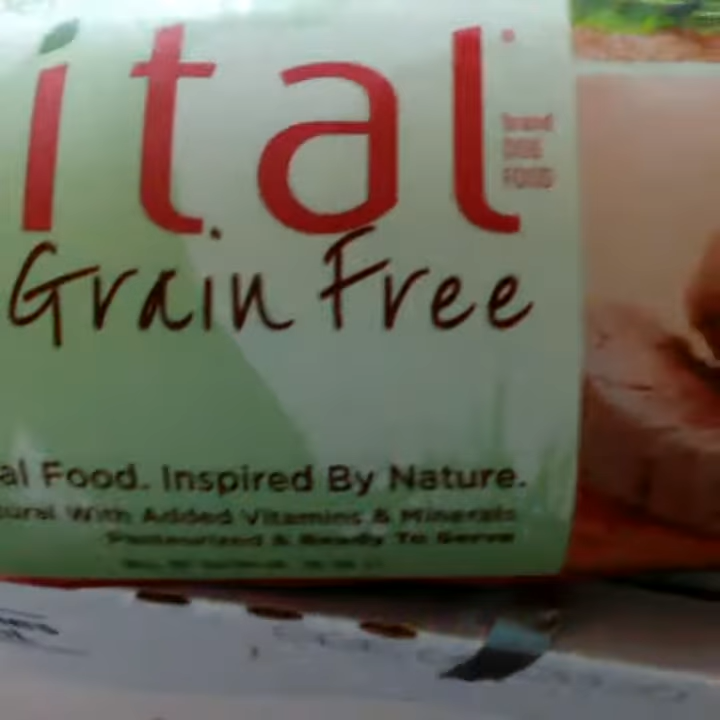 ital
brand
DOG
FOOD
Grain Free
al Food. Inspired By Nature.
tural With Added Vitamins & Minerals
Pasteurized & Ready To Serve